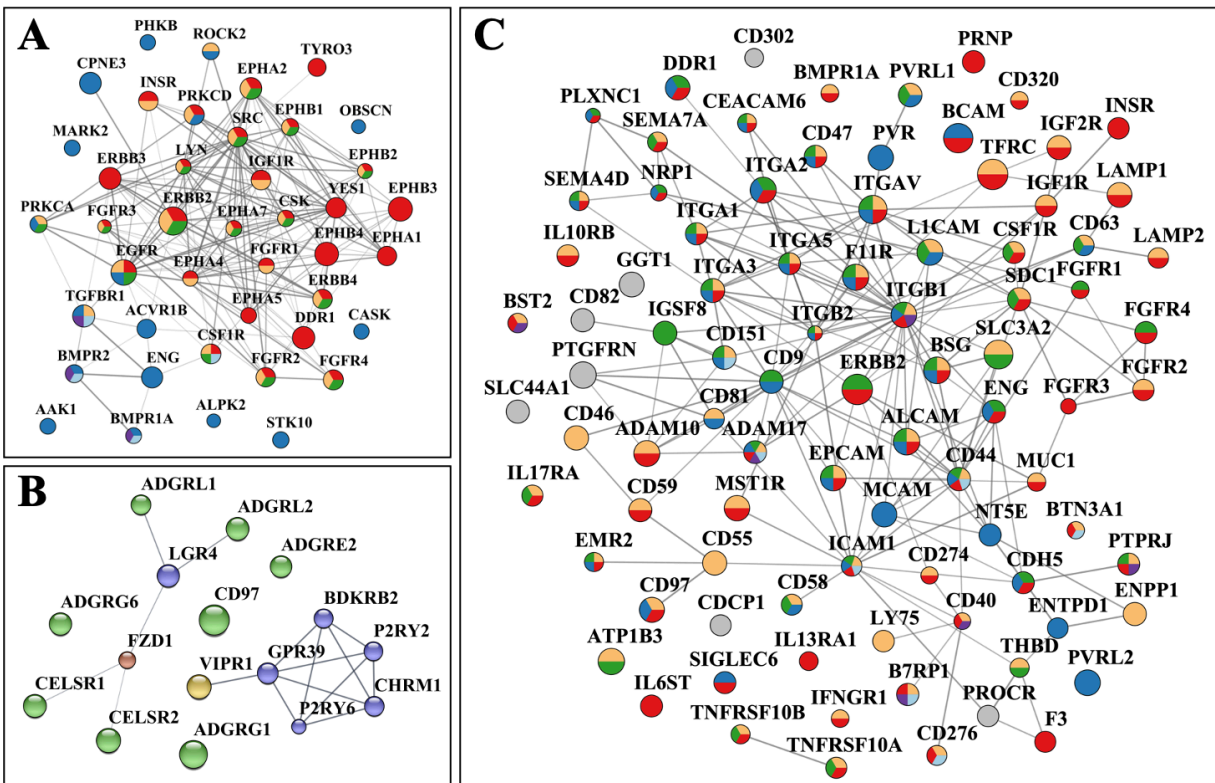 A
PHKB
ROCK2
TYRO3
CPNE3
INSR
EPHA2
PRKCD
EPHB1
OBSCN
SRC
MARK2
LYN
IGF1R
EPHB2
ERBB3
YES1
EPHB3
ERBB2
CSK
PRKCA
FGFR3
EPHA7
EGFR
FGFR1
EPHB4
EPHA1
EPHA4
ERBB4
TGFBR1
EPHA5
ACVR1B
DDR1
CASK
CSF1R
BMPR2
ENG
FGFR2
FGFR4
AAK1
BMPR1A
ALPK2
STK10
B
ADGRL1
ADGRL2
LGR4
ADGRE2
CD97
BDKRB2
ADGRG6
P2RY2
FZD1
VIPR1
GPR39
CHRM1
CELSR1
P2RY6
CELSR2
ADGRG1
C
CD302
PRNP
DDR1
BMPR1A
PVRL1
CD320
PLXNC1
CEACAM6
BCAM
INSR
SEMA7A
CD47
PVR
IGF2R
TFRC
ITGA2
LAMP1
NRP1
ITGAV
SEMA4D
IGF1R
ITGA1
L1CAM
CSF1R
CD63
IL10RB
ITGA5
F11R
LAMP2
GGT1
ITGA3
SDC1
FGFR1
ITGB1
BST2
CD82
IGSF8
ITGB2
FGFR4
CD151
SLC3A2
PTGFRN
BSG
CD9
ERBB2
FGFR2
SLC44A1
ENG
FGFR3
CD81
CD46
ALCAM
ADAM10
ADAM17
CD44
IL17RA
EPCAM
MUC1
CD59
MST1R
MCAM
NT5E
BTN3A1
CD55
ICAM1
EMR2
CD274
CDH5
PTPRJ
CD97
CD58
ENPP1
CDCP1
CD40
ENTPD1
LY75
ATP1B3
IL13RA1
THBD
SIGLEC6
B7RP1
PVRL2
IL6ST
IFNGR1
PROCR
TNFRSF10B
F3
CD276
TNFRSF10A